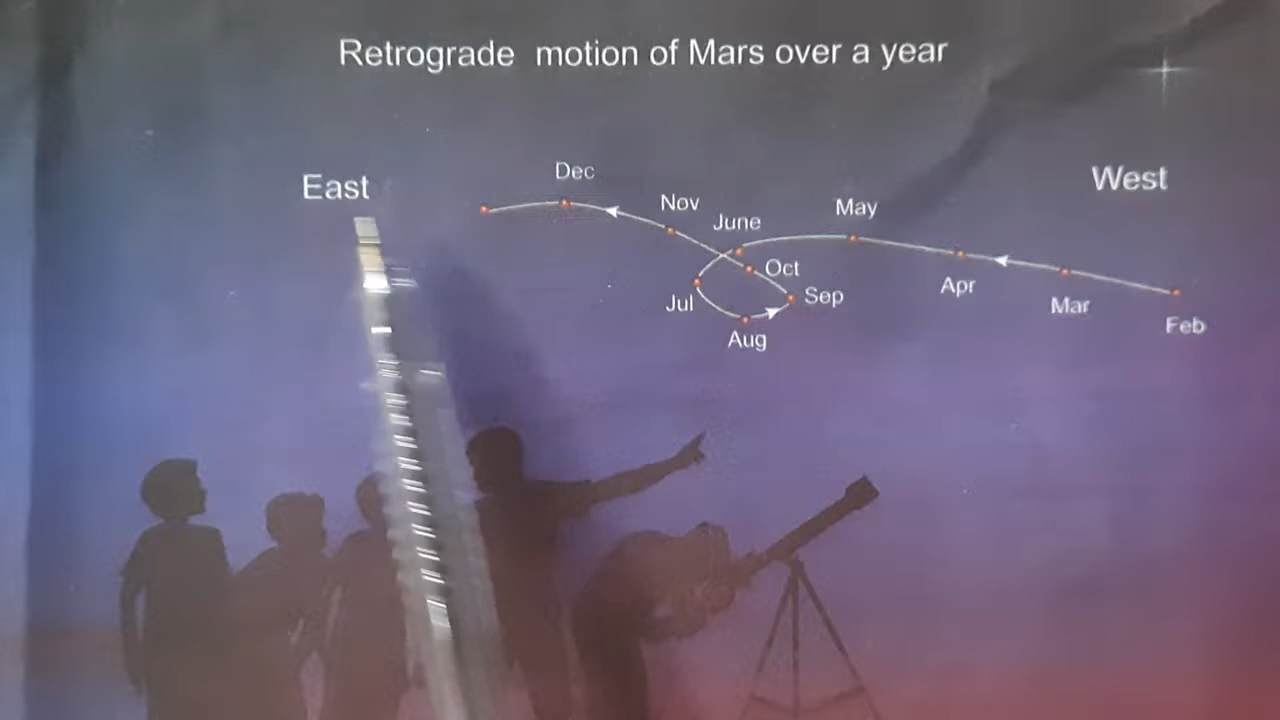 Retrograde motion of Mars over a year
East
West
Dec
Nov
June
May
Oct
Sep
Jul
Aug
Apr
Mar
Feb